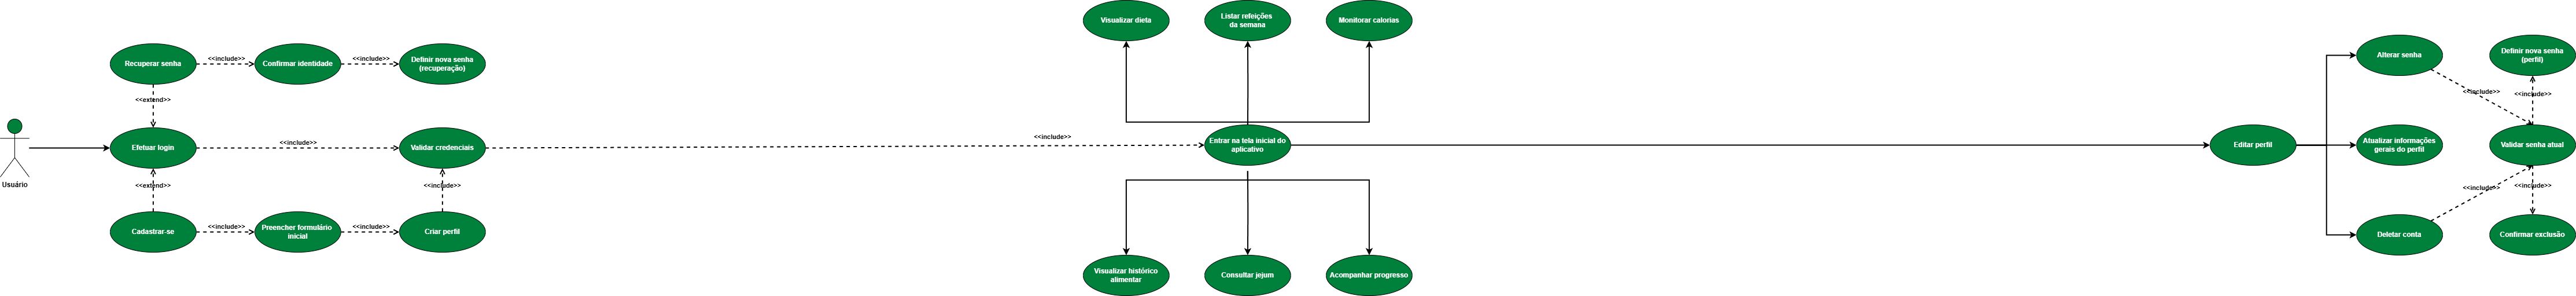 Visualizar dieta
Listar refeições
da semana
Monitorar calorias
Recuperar senha
<<include>>
Confirmar identidade
<<include>>
Definir nova senha
(recuperação)
Alterar senha
Definir nova senha
(perfil)
<<include>>
<<include>>
<<extend>>
<<include>>
Usuário
Efetuar login
<<include>>
Validar credenciais
Entrar na tela inicial do
aplicativo
Editar perfil
Atualizar informações
gerais do perfil
Validar senha atual
<<extend>>
<<include>>
<<include>>
<<include>>
Cadastrar-se
<<include>>
Preencher formulário
inicial
<<include>>
Criar perfil
Deletar conta
Confirmar exclusão
Visualizar histórico
alimentar
Consultar jejum
Acompanhar progresso